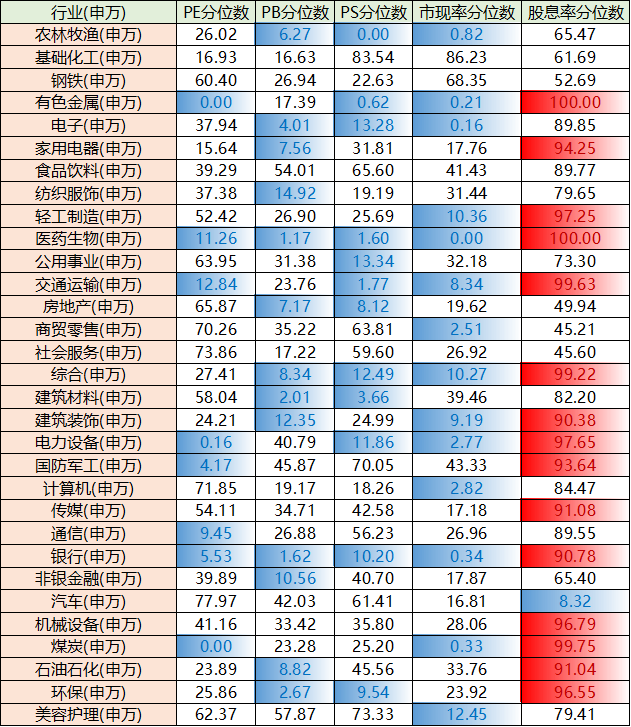 行业(申万) PE分位数 PB分位数 PS分位数 市现率分位数 股息率分位数
农林牧渔(申万) 26.02 6.27 0.00 0.82 65.47
基础化工(申万) 16.93 16.63 83.54 86.23 61.69
钢铁(申万) 60.40 26.94 22.63 68.35 52.69
有色金属(申万) 0.00 17.39 0.62 0.21 100.00
电子(申万) 37.94 4.01 13.28 0.16 89.85
家用电器(申万) 15.64 7.56 31.81 17.76 94.25
食品饮料(申万) 39.29 54.01 65.60 41.43 89.77
纺织服饰(申万) 37.38 14.92 19.19 31.44 79.65
轻工制造(申万) 52.42 26.90 25.69 10.36 97.25
医药生物(申万) 11.26 1.17 1.60 0.00 100.00
公用事业(申万) 63.95 31.38 13.34 32.18 73.30
交通运输(申万) 12.84 23.76 1.77 8.34 99.63
房地产(申万) 65.87 7.17 8.12 19.62 49.94
商贸零售(申万) 70.26 35.22 63.81 2.51 45.21
社会服务(申万) 73.86 17.22 59.60 26.92 45.60
综合(申万) 27.41 8.34 12.49 10.27 99.22
建筑材料(申万) 58.04 2.01 3.66 39.46 82.20
建筑装饰(申万) 24.21 12.35 24.99 9.19 90.38
电力设备(申万) 0.16 40.79 11.86 2.77 97.65
国防军工(申万) 4.17 45.87 70.05 43.33 93.64
计算机(申万) 71.85 19.17 18.26 2.82 84.47
传媒(申万) 54.11 34.71 42.58 17.18 91.08
通信(申万) 9.45 26.88 56.23 26.96 89.55
银行(申万) 5.53 1.62 10.20 0.34 90.78
非银金融(申万) 39.89 10.56 40.70 17.87 65.40
汽车(申万) 77.97 42.03 61.41 16.81 8.32
机械设备(申万) 41.16 33.42 35.80 28.06 96.79
煤炭(申万) 0.00 23.28 25.20 0.33 99.75
石油石化(申万) 23.89 8.82 45.56 33.76 91.04
环保(申万) 25.86 2.67 9.54 23.92 96.55
美容护理(申万) 62.37 57.87 73.33 12.45 79.41